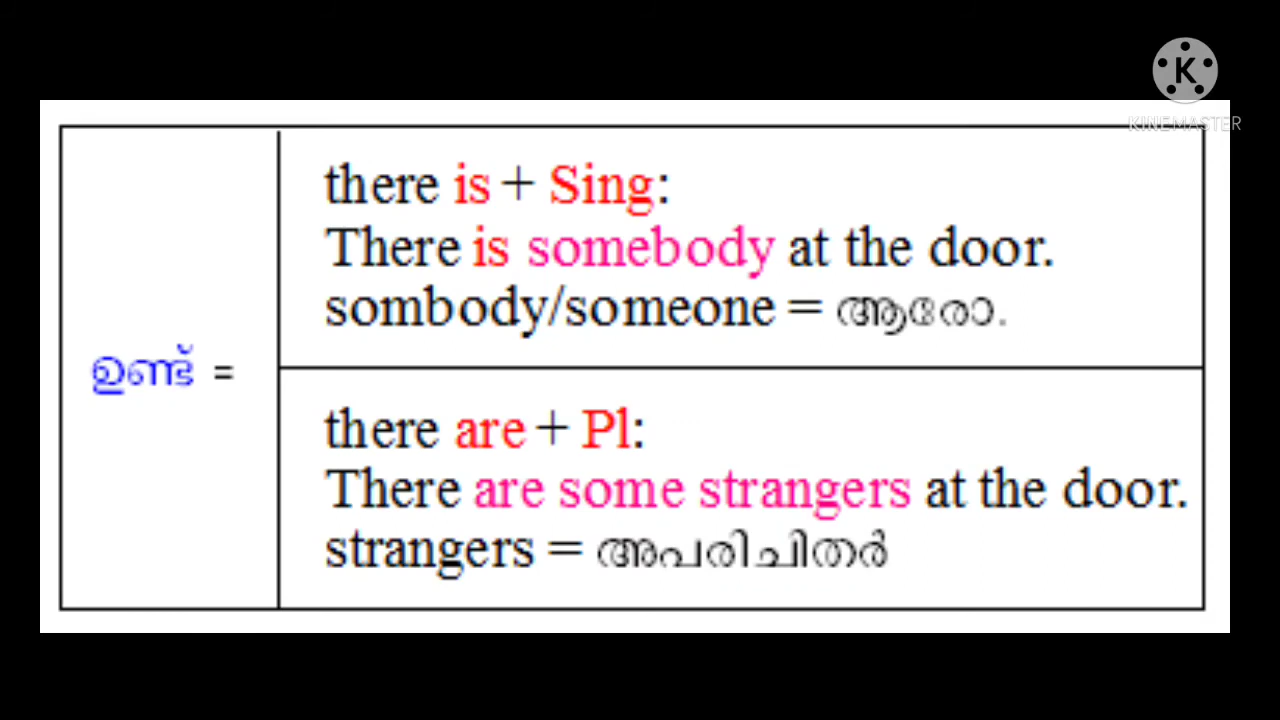 K
KINEMASTER
there is + Sing:
There is somebody at the door.
sombody/someone = ആരോ.
ഉണ്ട് =
there are + Pl:
There are some strangers at the door.
strangers = അപരിചിതർ